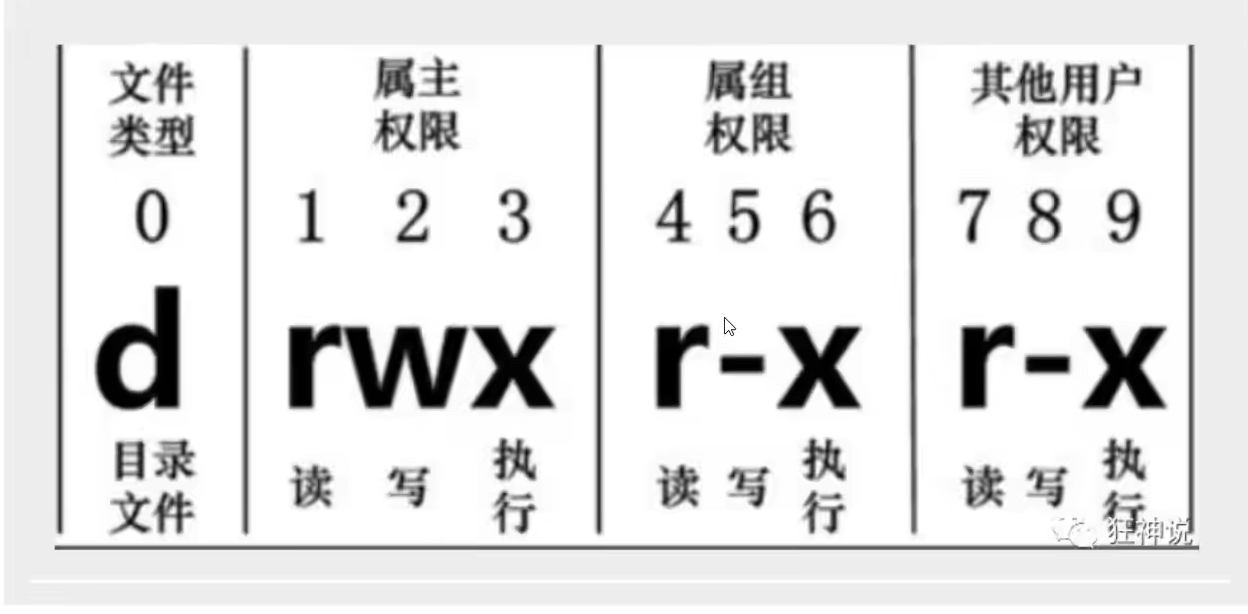 文件 属主 属组 其他用户
类型 权限 权限 权限
0 1 2 3 4 5 6 7 8 9
d rwx r-x r-x
目录 读 写 执 读 写 执 读 写 执
文件 行 行 行
狂神说